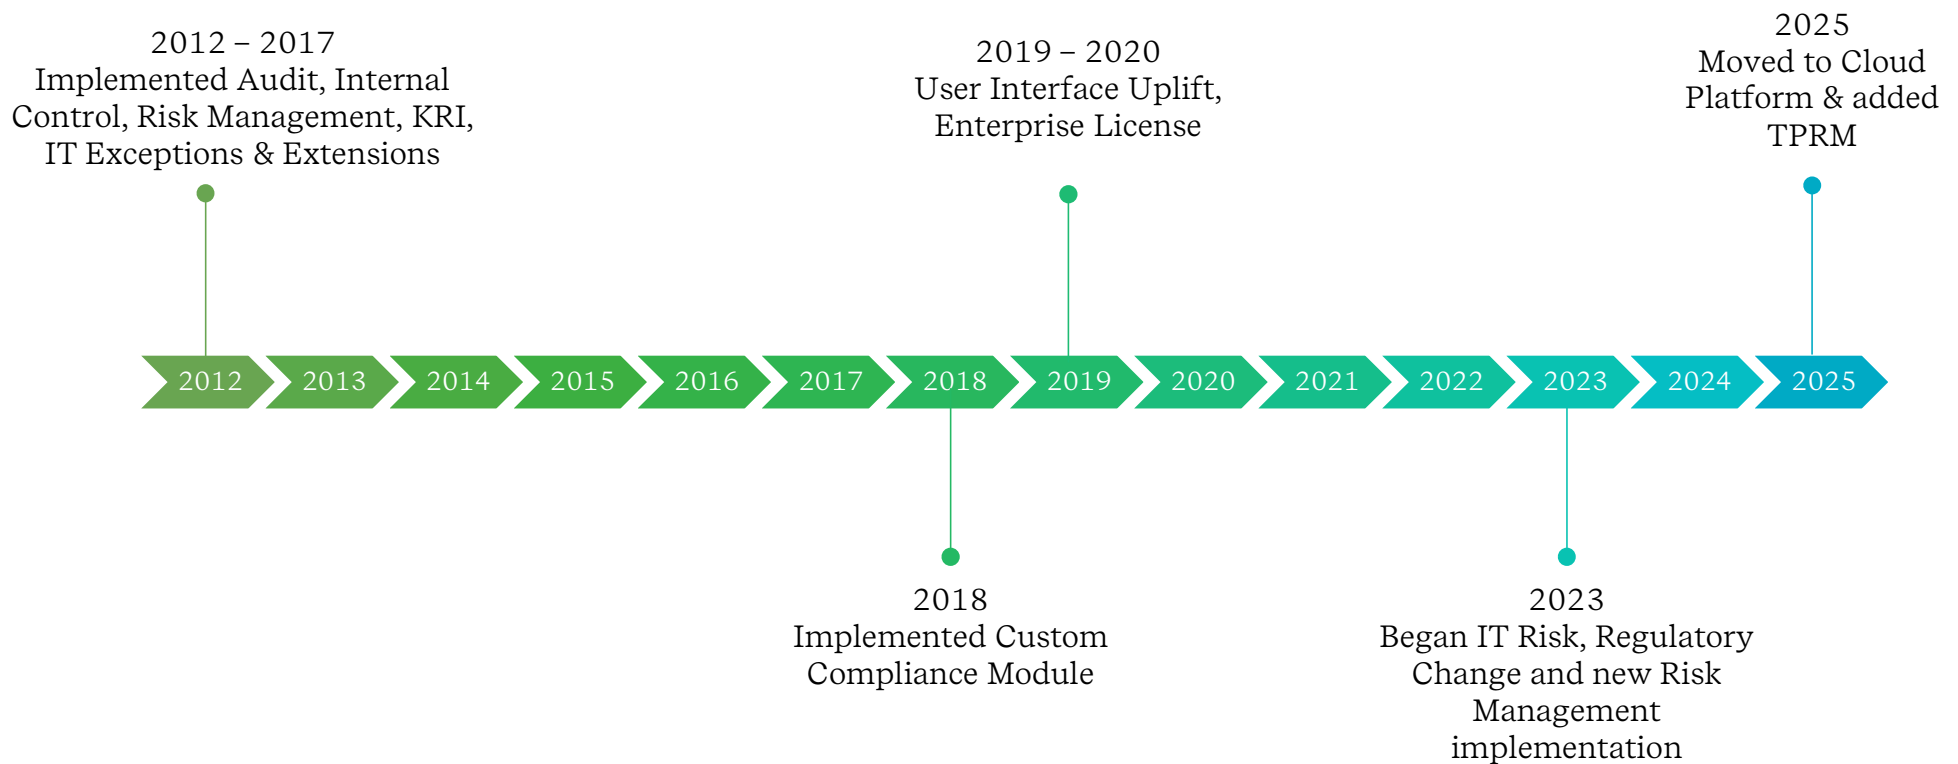 2012 – 2017
Implemented Audit, Internal
Control, Risk Management, KRI,
IT Exceptions & Extensions
2019 – 2020
User Interface Uplift,
Enterprise License
2025
Moved to Cloud
Platform & added
TPRM
2012
2013
2014
2015
2016
2017
2018
2019
2020
2021
2022
2023
2024
2025
2018
Implemented Custom
Compliance Module
2023
Began IT Risk, Regulatory
Change and new Risk
Management
implementation